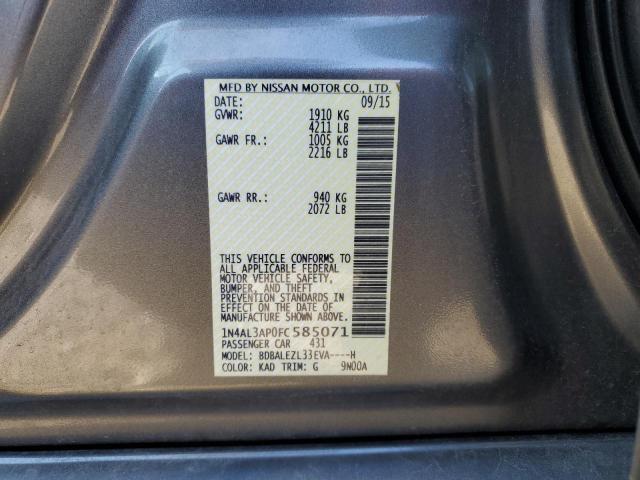 MFD BY NISSAN MOTOR CO., LTD.
DATE: 09/15
GVWR: 1910 KG
4211 LB
GAWR FR.: 1005 KG
2216 LB
GAWR RR.: 940 KG
2072 LB
THIS VEHICLE CONFORMS TO
ALL APPLICABLE FEDERAL
MOTOR VEHICLE SAFETY,
BUMPER, AND THEFT
PREVENTION STANDARDS IN
EFFECT ON THE DATE OF
MANUFACTURE SHOWN ABOVE.
1N4AL3AP0FC585071
PASSENGER CAR 431
MODEL: BDBALEZL33EVA----H
COLOR: KAD TRIM: G 9N00A